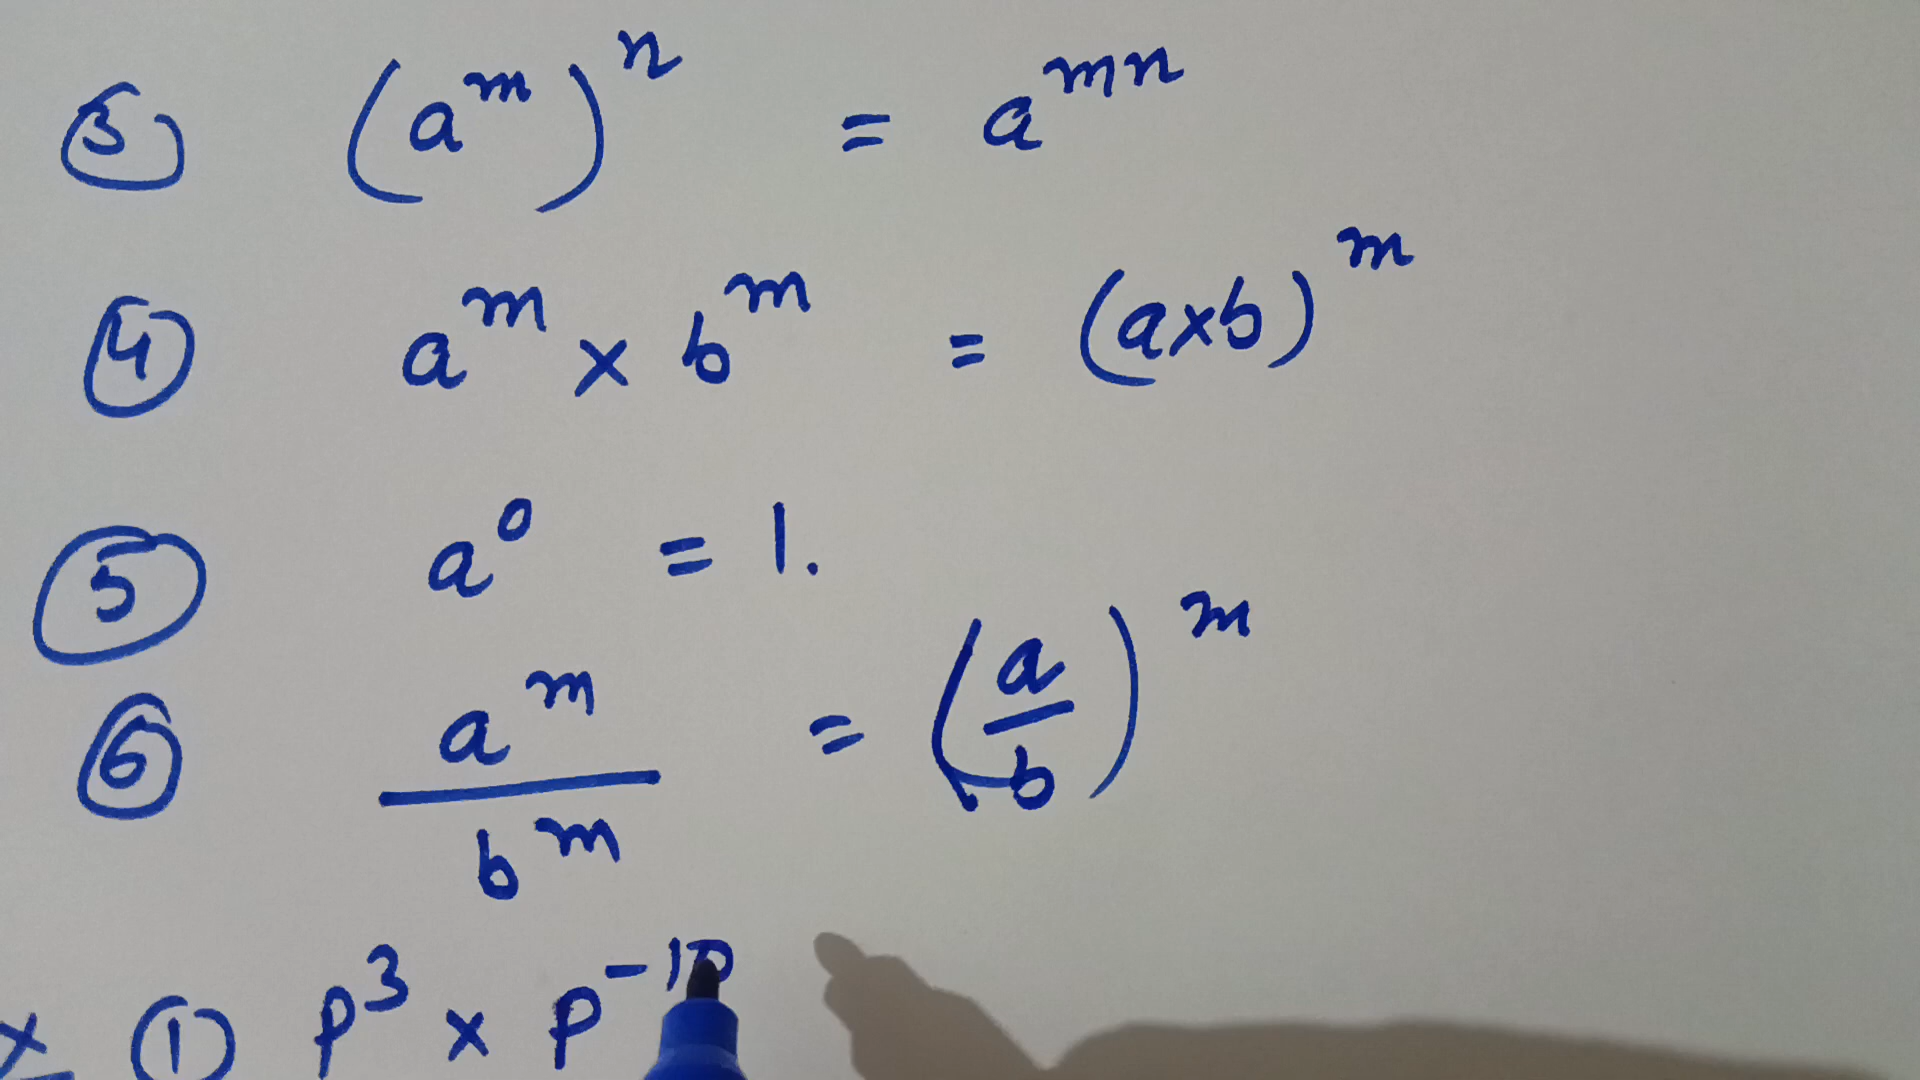 ③ (a^m)^n = a^mn
④ a^m × b^m = (a×b)^m
⑤ a^0 = 1.
⑥ a^m / b^m = (a/b)^m
① p^3 × p^-10